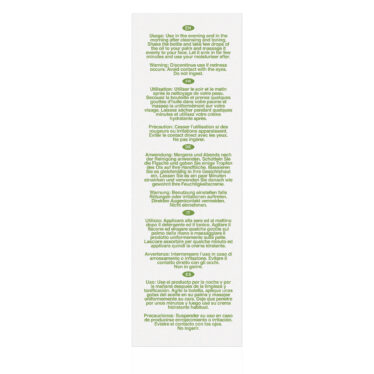 EN
Usage: Use in the evening and in the
morning after cleansing and toning.
Shake the bottle and take few drops of
the oil to your palm and massage it
evenly to your face. Let it sink in for few
minutes and use your moisturiser after.
Warning: Discontinue use if redness
occurs. Avoid contact with the eyes.
Do not ingest.
FR
Utilisation: Utiliser le soir et le matin
après le nettoyage de votre peau.
Secouez la bouteille et prenez quelques
gouttes d'huile dans votre paume et
massez la uniformément sur votre
visage. Laissez sécher pendant quelques
minutes et utilisez votre crème
hydratante après.
Précaution: Cesser l'utilisation si des
rougeurs ou irritations apparaissent.
Eviter le contact direct avec les yeux.
Ne pas ingérer.
DE
Anwendung: Morgens und Abends nach
der Reinigung anwenden. Schütteln Sie
die Flasche und geben Sie einige Tropfen
des Öls auf Ihre Handfläche. Massieren
Sie es gleichmäßig in Ihre Gesichtshaut
ein. Lassen Sie es ein paar Minuten
einwirken und verwenden Sie danach wie
gewohnt Ihre Feuchtigkeitscreme.
Warnung: Benutzung einstellen falls
Rötungen oder Irritationen auftreten.
Direkten Augenkontakt vermeiden.
Nicht einnehmen.
IT
Utilizzo: Applicare alla sera ed al mattino
dopo il detergente ed il tonico. Agitare il
flacone ed erogare qualche goccia sul
palmo della mano e massaggiare il
prodotto uniformemente sulla pelle.
Lasciare assorbire per qualche minuto ed
applicare quindi la crema idratante.
Avvertenza: Interrompere l'uso in caso di
arrossamento o irritazione. Evitare il
contatto diretto con gli occhi.
Non in gerire.
ES
Uso: Use el producto por la noche y por
la mañana después de la limpieza y
tonificación. Agite la botella, aplique unas
gotas del aceite en su palma y masajee
uniformemente su cara. Deje que penetre
por unos minutos y luego use su crema
hidratante habitual.
Precauciones: Suspender su uso en caso
de producirse enrojecimiento o irritación.
Evitare el contacto con los ojos.
No ingerir.